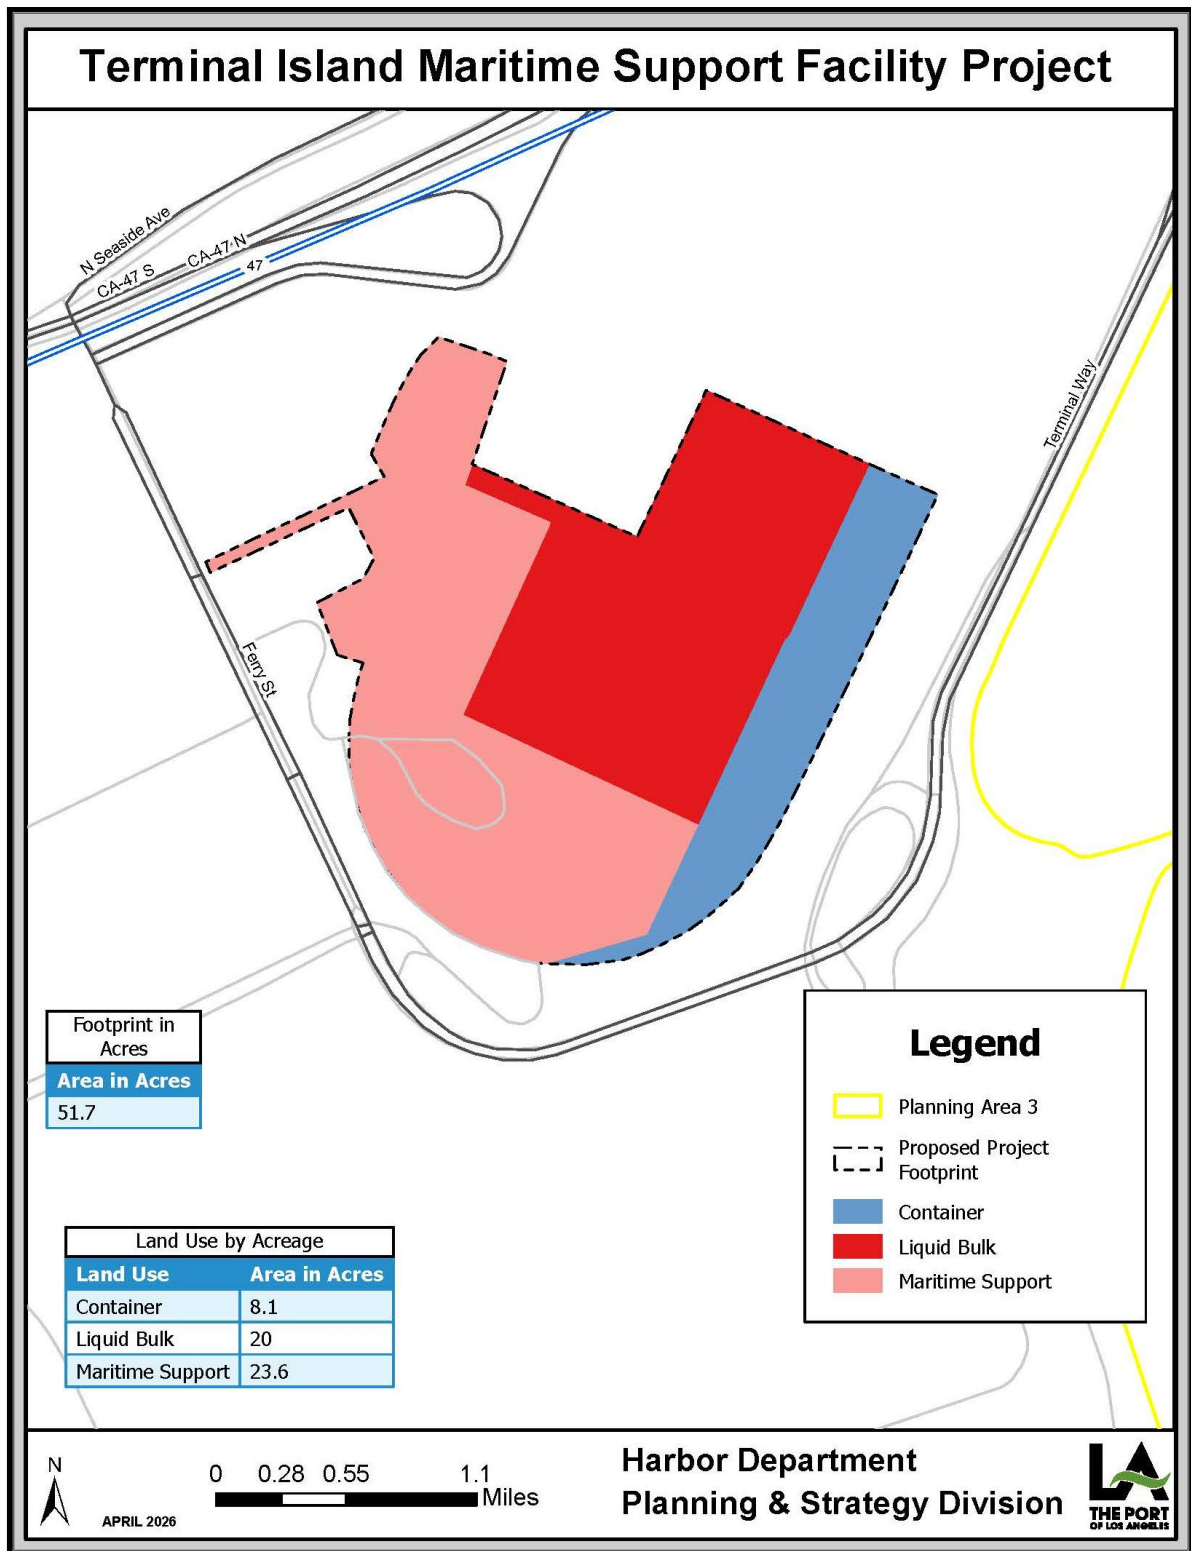 Terminal Island Maritime Support Facility Project
N Seaside Ave
CA-47 S
CA-47 N
47
Terminal Way
Ferry St
Footprint in
Acres
Area in Acres
51.7
Legend
Planning Area 3
Proposed Project
Footprint
Container
Liquid Bulk
Maritime Support
Land Use by Acreage
Land Use Area in Acres
Container 8.1
Liquid Bulk 20
Maritime Support 23.6
N
APRIL 2026
0 0.28 0.55 1.1
Miles
Harbor Department
Planning & Strategy Division
LA
THE PORT
OF LOS ANGELES